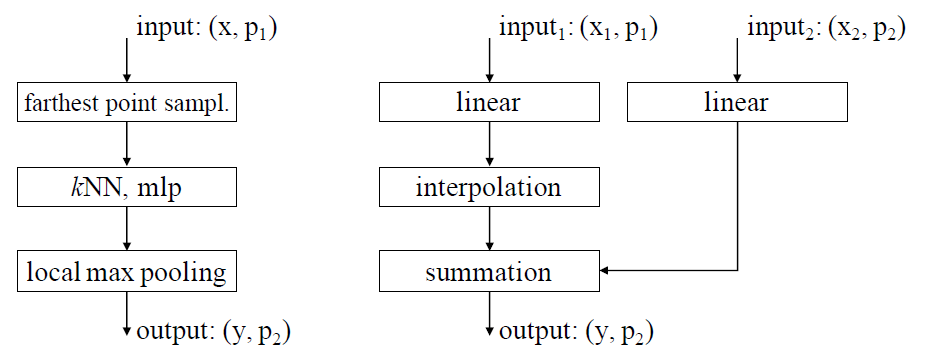 input: (x, p₁)
farthest point sampl.
kNN, mlp
local max pooling
output: (y, p₂)
input₁: (x₁, p₁)
linear
interpolation
summation
output: (y, p₂)
input₂: (x₂, p₂)
linear